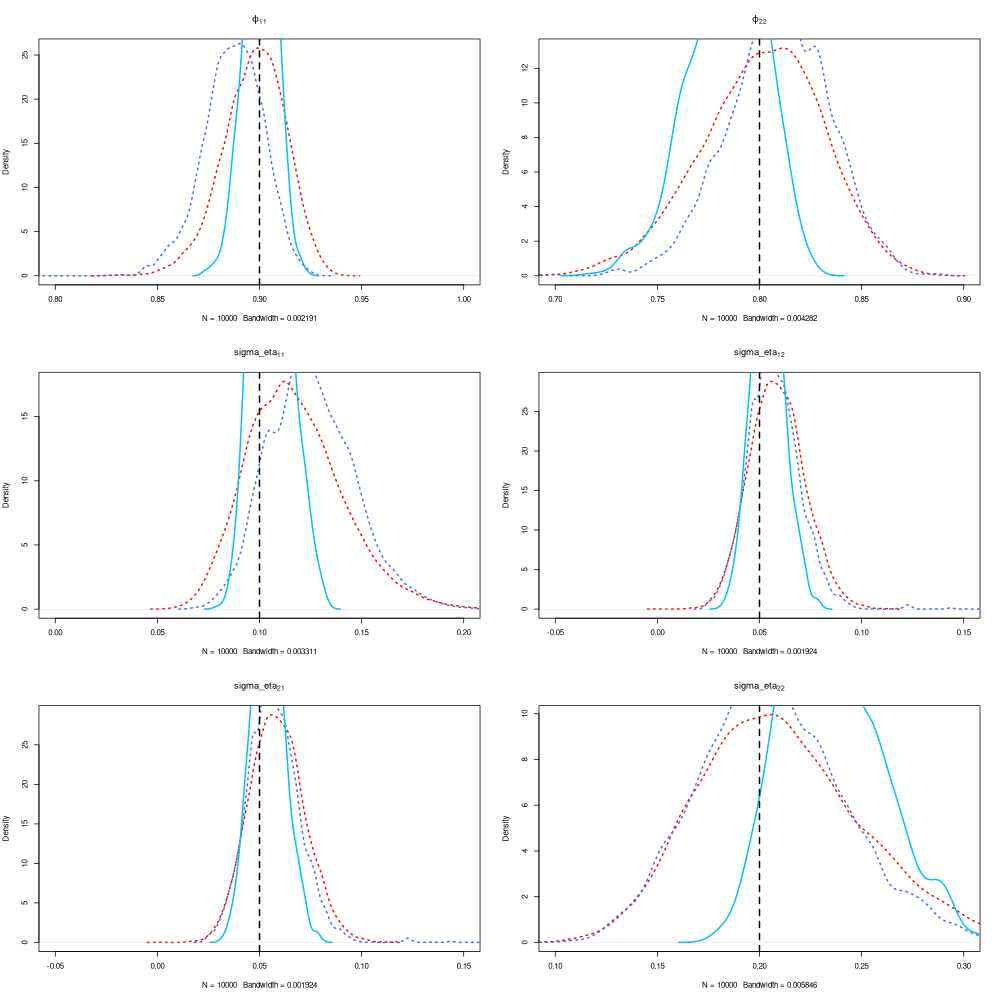 ϕ₁₁
ϕ₂₂
Density
0 5 10 15 20 25
0.80 0.85 0.90 0.95 1.00
N = 10000 Bandwidth = 0.002191
Density
0 2 4 6 8 10 12
0.70 0.75 0.80 0.85 0.90
N = 10000 Bandwidth = 0.004282
sigma_eta₁₁
sigma_eta₁₂
Density
0 5 10 15
0.00 0.05 0.10 0.15 0.20
N = 10000 Bandwidth = 0.003311
Density
0 5 10 15 20 25
-0.05 0.00 0.05 0.10 0.15
N = 10000 Bandwidth = 0.001924
sigma_eta₂₁
sigma_eta₂₂
Density
0 5 10 15 20 25
-0.05 0.00 0.05 0.10 0.15
N = 10000 Bandwidth = 0.001924
Density
0 2 4 6 8 10
0.10 0.15 0.20 0.25 0.30
N = 10000 Bandwidth = 0.005846